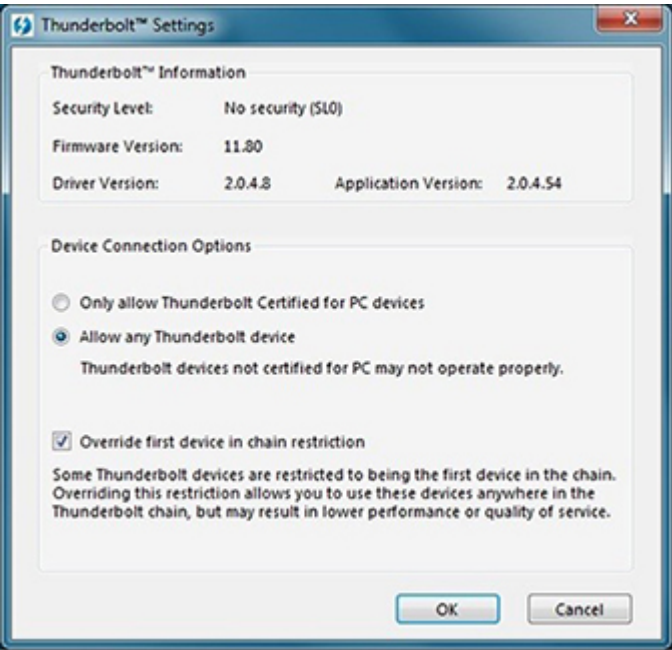 Thunderbolt™ Settings
Thunderbolt™ Information
Security Level: No security (SL0)
Firmware Version: 11.80
Driver Version: 2.0.4.8 Application Version: 2.0.4.54
Device Connection Options
Only allow Thunderbolt Certified for PC devices
Allow any Thunderbolt device
Thunderbolt devices not certified for PC may not operate properly.
Override first device in chain restriction
Some Thunderbolt devices are restricted to being the first device in the chain.
Overriding this restriction allows you to use these devices anywhere in the
Thunderbolt chain, but may result in lower performance or quality of service.
OK Cancel